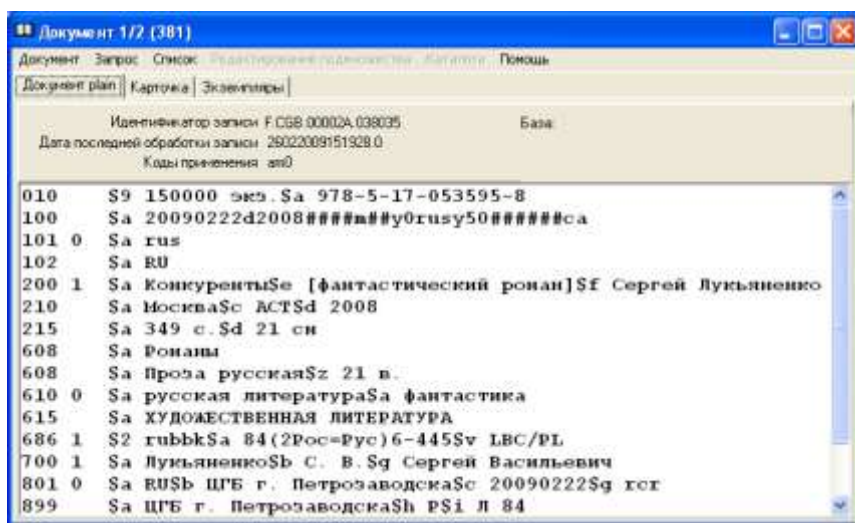 Документ 1/2 (381)
Документ Запрос Список Помощь
Документ plain Карточка Экземпляры
Идентификатор записи F.CGB.00002A.038035 База:
Дата последней обработки записи 26022009151928.0
Коды применения am0
010 $9 150000 экз.$a 978-5-17-053595-8
100 $a 20090222d2008####m##y0rusy50######ca
101 0 $a rus
102 $a RU
200 1 $a Конкуренты$e [фантастический роман]$f Сергей Лукьяненко
210 $a Москва$c АСТ$d 2008
215 $a 349 с.$d 21 см
608 $a Романы
608 $a Проза русская$z 21 в.
610 0 $a русская литература$a фантастика
615 $a ХУДОЖЕСТВЕННАЯ ЛИТЕРАТУРА
686 1 $2 rubbk$a 84(2Рос=Рус)6-445$v LBC/PL
700 1 $a Лукьяненко$b С. В.$g Сергей Васильевич
801 0 $a RU$b ЦГБ г. Петрозаводска$c 20090222$g rcr
899 $a ЦГБ г. Петрозаводска$h Р$i Л 84